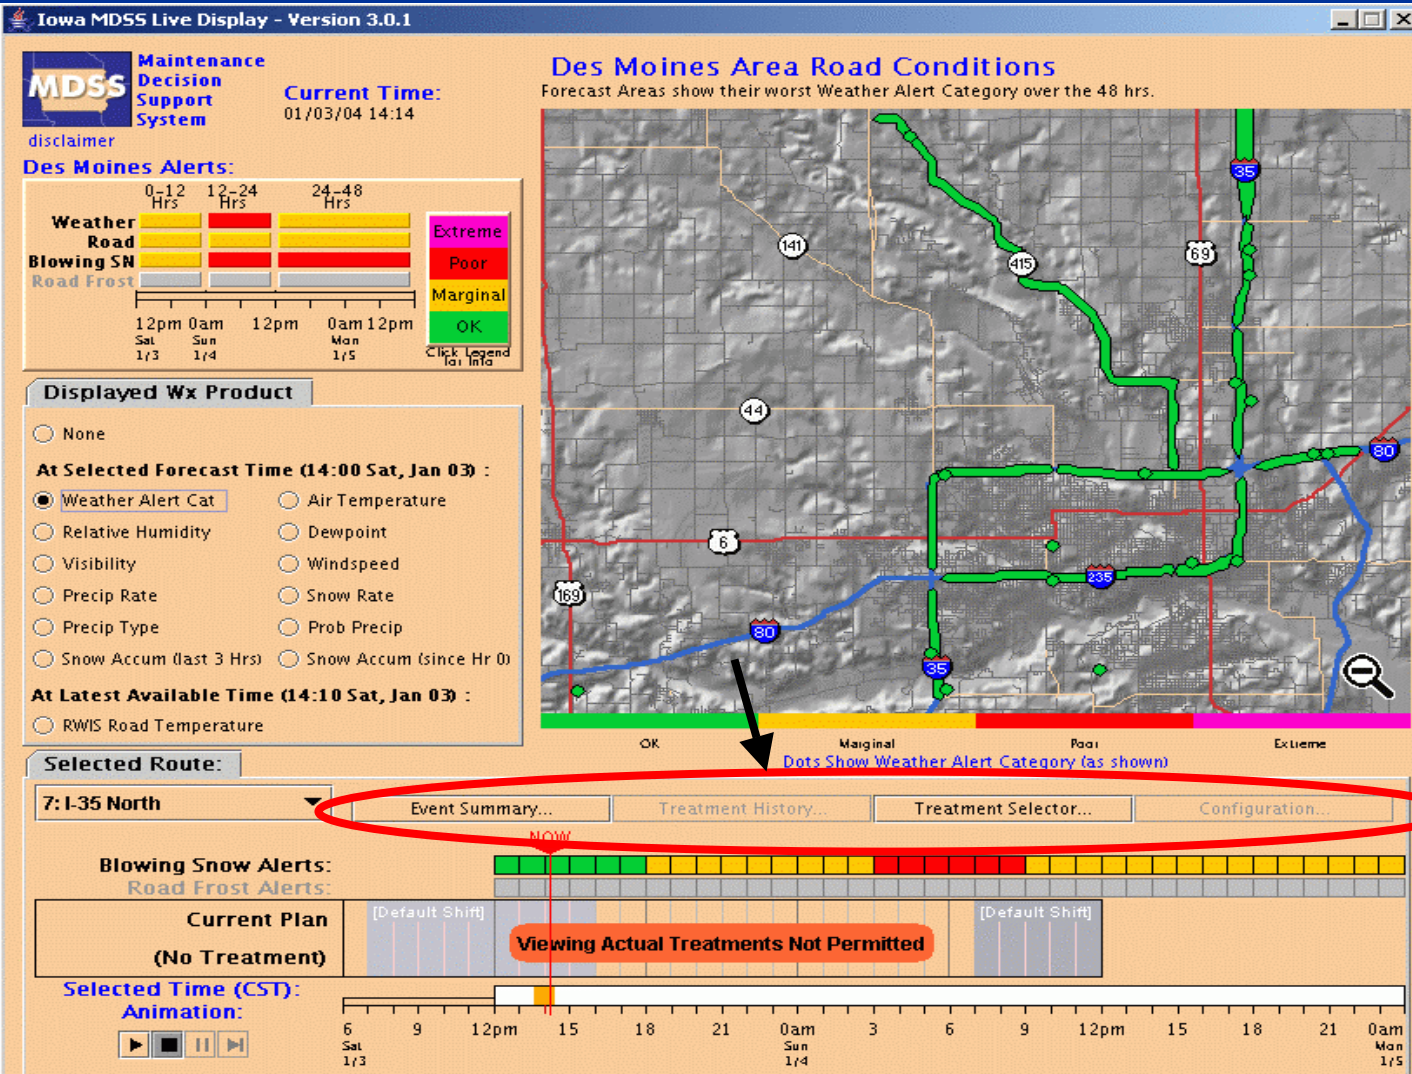 Iowa MDSS Live Display - Version 3.0.1
MDSS
Maintenance
Decision
Support
System
disclaimer
Current Time:
01/03/04 14:14
Des Moines Alerts:
0-12 Hrs 12-24 Hrs 24-48 Hrs
Weather
Road
Blowing SN
Road Frost
12pm 0am 12pm 0am 12pm
Sat Sun Mon
1/3 1/4 1/5
Extreme
Poor
Marginal
OK
Click Legend
for Info
Des Moines Area Road Conditions
Forecast Areas show their worst Weather Alert Category over the 48 hrs.
35
141
69
415
44
80
6
235
169
80
35
OK Marginal Poor Extreme
Dots Show Weather Alert Category (as shown)
Displayed Wx Product
None
At Selected Forecast Time (14:00 Sat, Jan 03) :
Weather Alert Cat Air Temperature
Relative Humidity Dewpoint
Visibility Windspeed
Precip Rate Snow Rate
Precip Type Prob Precip
Snow Accum (last 3 Hrs) Snow Accum (since Hr 0)
At Latest Available Time (14:10 Sat, Jan 03) :
RWIS Road Temperature
Selected Route:
7: I-35 North
Event Summary... Treatment History... Treatment Selector... Configuration...
NOW
Blowing Snow Alerts:
Road Frost Alerts:
Current Plan
(No Treatment)
[Default Shift] [Default Shift]
Viewing Actual Treatments Not Permitted
Selected Time (CST):
Animation:
6 9 12pm 15 18 21 0am 3 6 9 12pm 15 18 21 0am
Sat Sun Mon
1/3 1/4 1/5